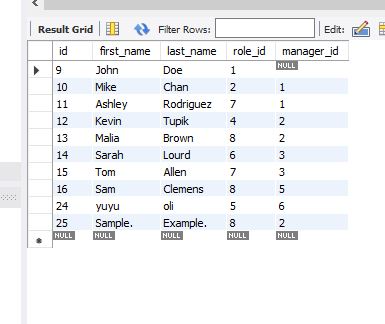 Result Grid Filter Rows: Edit:
id first_name last_name role_id manager_id
9 John Doe 1 NULL
10 Mike Chan 2 1
11 Ashley Rodriguez 7 1
12 Kevin Tupik 4 2
13 Malia Brown 8 2
14 Sarah Lourd 6 3
15 Tom Allen 7 3
16 Sam Clemens 8 5
24 yuyu oli 5 6
25 Sample. Example. 8 2
NULL NULL NULL NULL NULL